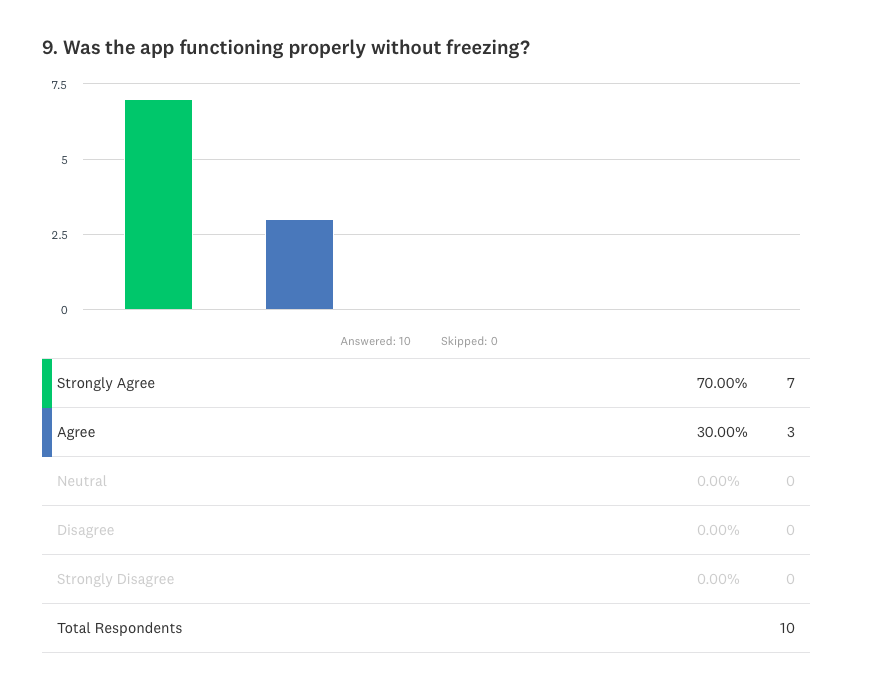 9. Was the app functioning properly without freezing?
7.5
5
2.5
0
Answered: 10 Skipped: 0
Strongly Agree 70.00% 7
Agree 30.00% 3
Neutral 0.00% 0
Disagree 0.00% 0
Strongly Disagree 0.00% 0
Total Respondents 10